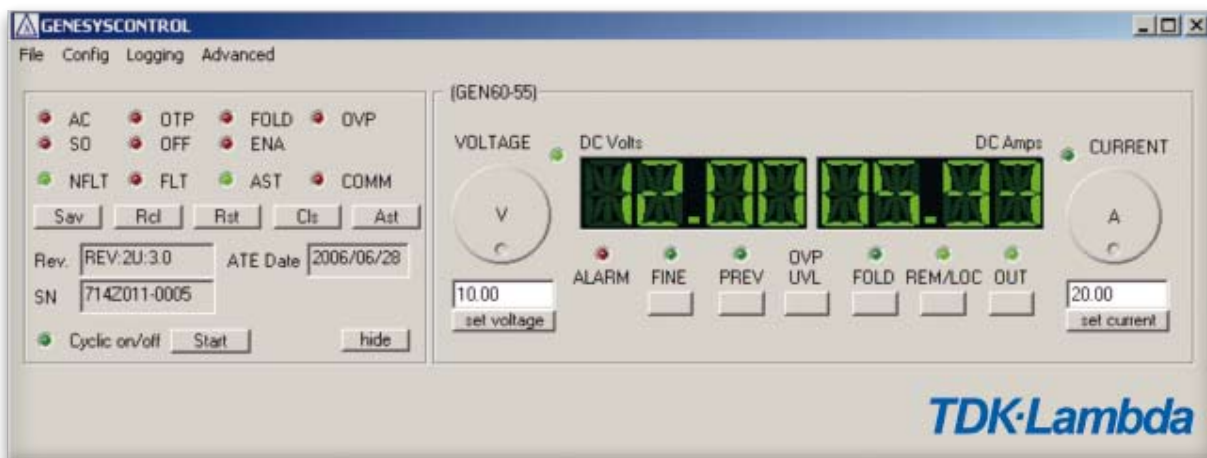 GENESYSCONTROL
File Config Logging Advanced
AC OTP FOLD OVP
SO OFF ENA
NFLT FLT AST COMM
Sav Rcl Rst Cls Ast
Rev. REV:2U:3.0 ATE Date 2006/06/28
SN 714Z011-0005
Cyclic on/off Start hide
(GEN60-55)
VOLTAGE DC Volts DC Amps CURRENT
V A
ALARM FINE PREV OVP UVL FOLD REM/LOC OUT
10.00 20.00
set voltage set current
TDK·Lambda